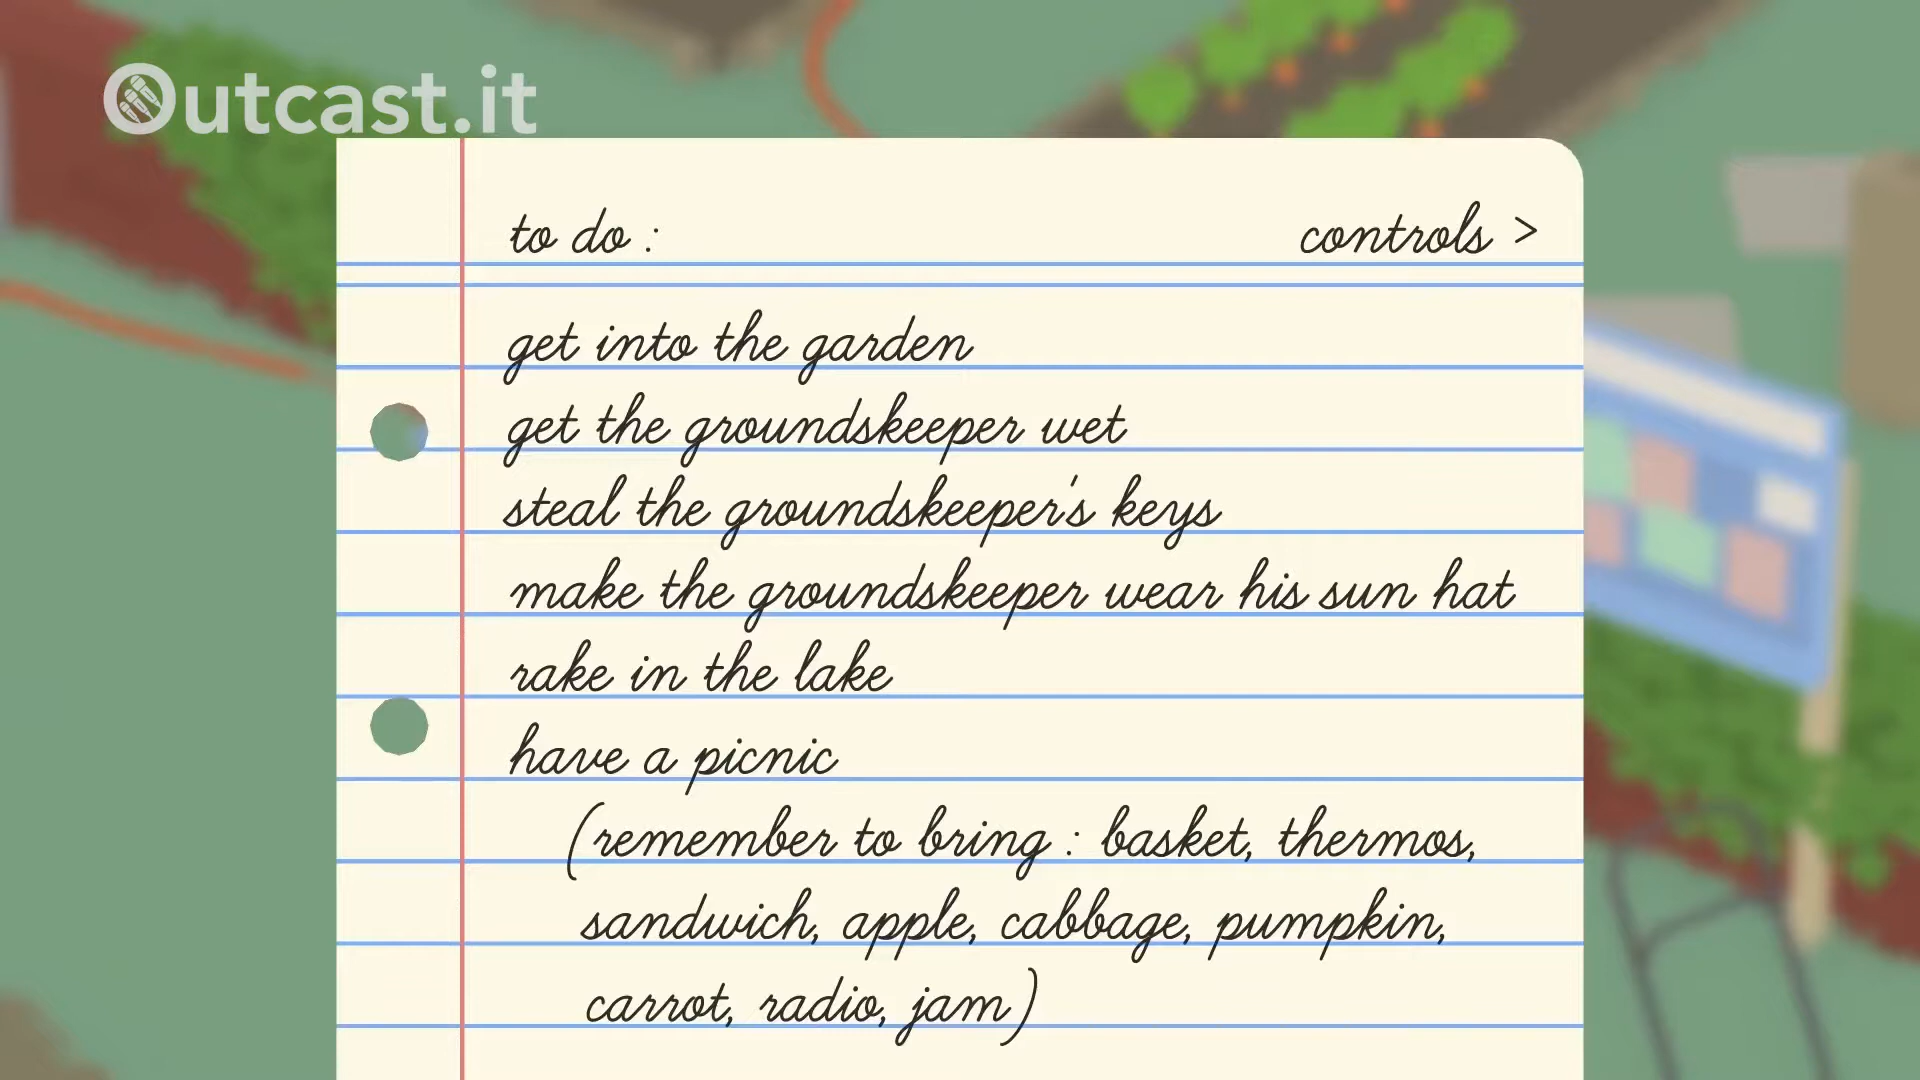 Outcast.it
to do : controls >
get into the garden
get the groundskeeper wet
steal the groundskeeper's keys
make the groundskeeper wear his sun hat
rake in the lake
have a picnic
(remember to bring : basket, thermos,
sandwich, apple, cabbage, pumpkin,
carrot, radio, jam)